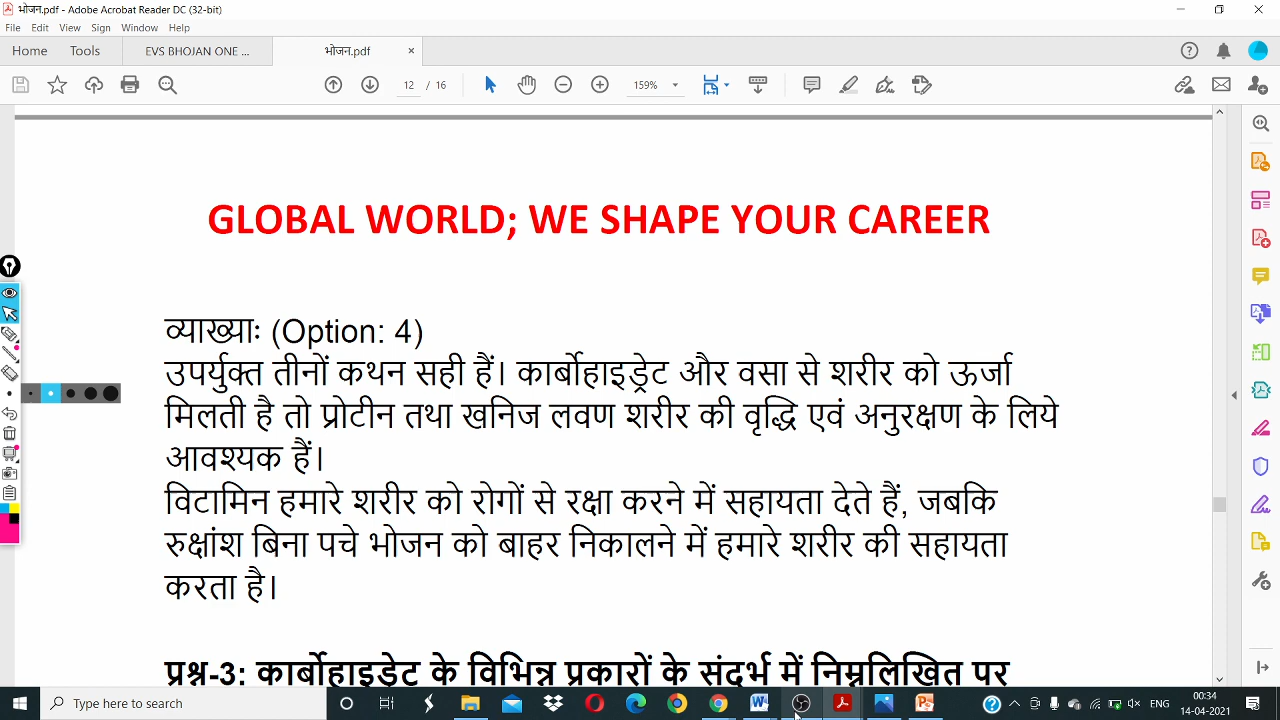 भोजन.pdf - Adobe Acrobat Reader DC (32-bit)
File Edit View Sign Window Help
Home Tools EVS BHOJAN ONE ... भोजन.pdf ×
12 / 16 159%
GLOBAL WORLD; WE SHAPE YOUR CAREER
व्याख्याः (Option: 4)
उपर्युक्त तीनों कथन सही हैं। कार्बोहाइड्रेट और वसा से शरीर को ऊर्जा
मिलती है तो प्रोटीन तथा खनिज लवण शरीर की वृद्धि एवं अनुरक्षण के लिये
आवश्यक हैं।
विटामिन हमारे शरीर को रोगों से रक्षा करने में सहायता देते हैं, जबकि
रुक्षांश बिना पचे भोजन को बाहर निकालने में हमारे शरीर की सहायता
करता है।
प्रश्न-3: कार्बोहाइड्रेट के विभिन्न प्रकारों के संदर्भ में निम्नलिखित पर
Type here to search
ENG
00:34
14-04-2021